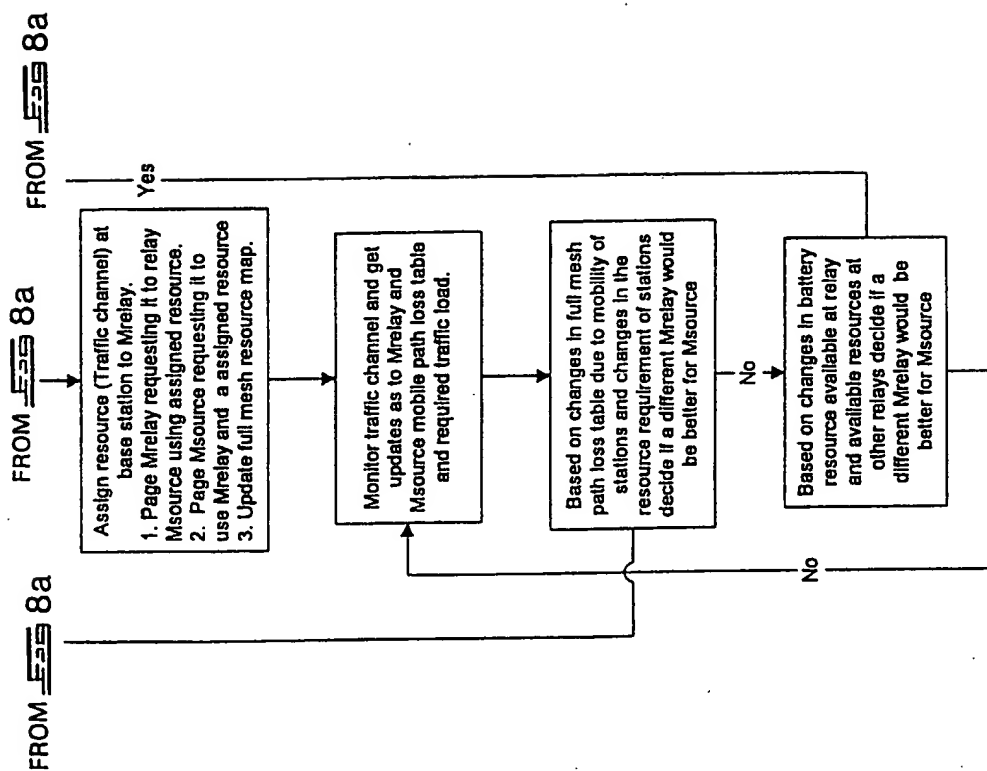 FROM Fig 8a
FROM Fig 8a
FROM Fig 8a
Yes
Assign resource (Traffic channel) at
base station to Mrelay.
1. Page Mrelay requesting it to relay
Msource using assigned resource.
2. Page Msource requesting it to
use Mrelay and a assigned resource
3. Update full mesh resource map.
Monitor traffic channel and get
updates as to Mrelay and
Msource mobile path loss table
and required traffic load.
Based on changes in full mesh
path loss table due to mobility of
stations and changes in the
resource requirement of stations
decide if a different Mrelay would
be better for Msource
No
No
Based on changes in battery
resource available at relay
and available resources at
other relays decide if a
different Mrelay would be
better for Msource